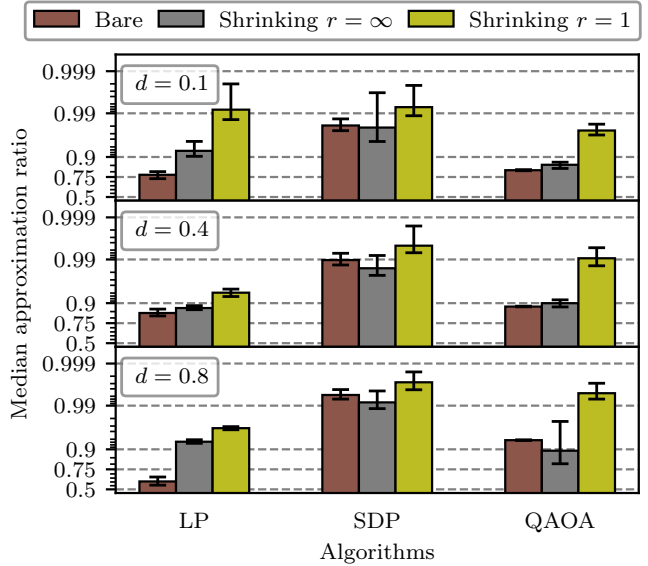 Bare Shrinking r = ∞ Shrinking r = 1
Median approximation ratio
d = 0.1
0.999
0.99
0.9
0.75
0.5
d = 0.4
0.999
0.99
0.9
0.75
0.5
d = 0.8
0.999
0.99
0.9
0.75
0.5
LP SDP QAOA
Algorithms